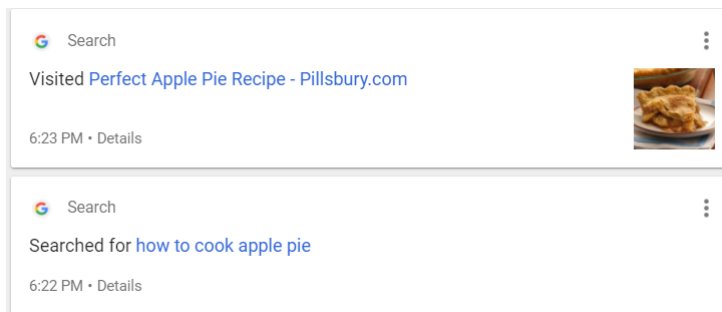 Search
Visited Perfect Apple Pie Recipe - Pillsbury.com
6:23 PM • Details
Search
Searched for how to cook apple pie
6:22 PM • Details